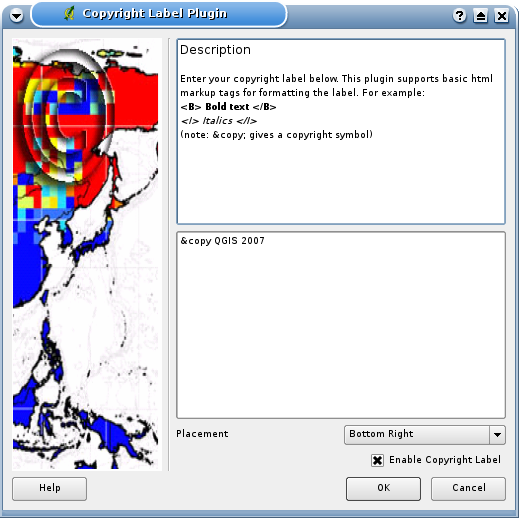 Copyright Label Plugin
Description
Enter your copyright label below. This plugin supports basic html
markup tags for formatting the label. For example:
<B> Bold text </B>
<I> Italics </I>
(note: &copy; gives a copyright symbol)
&copy QGIS 2007
Placement
Bottom Right
Enable Copyright Label
Help
OK
Cancel